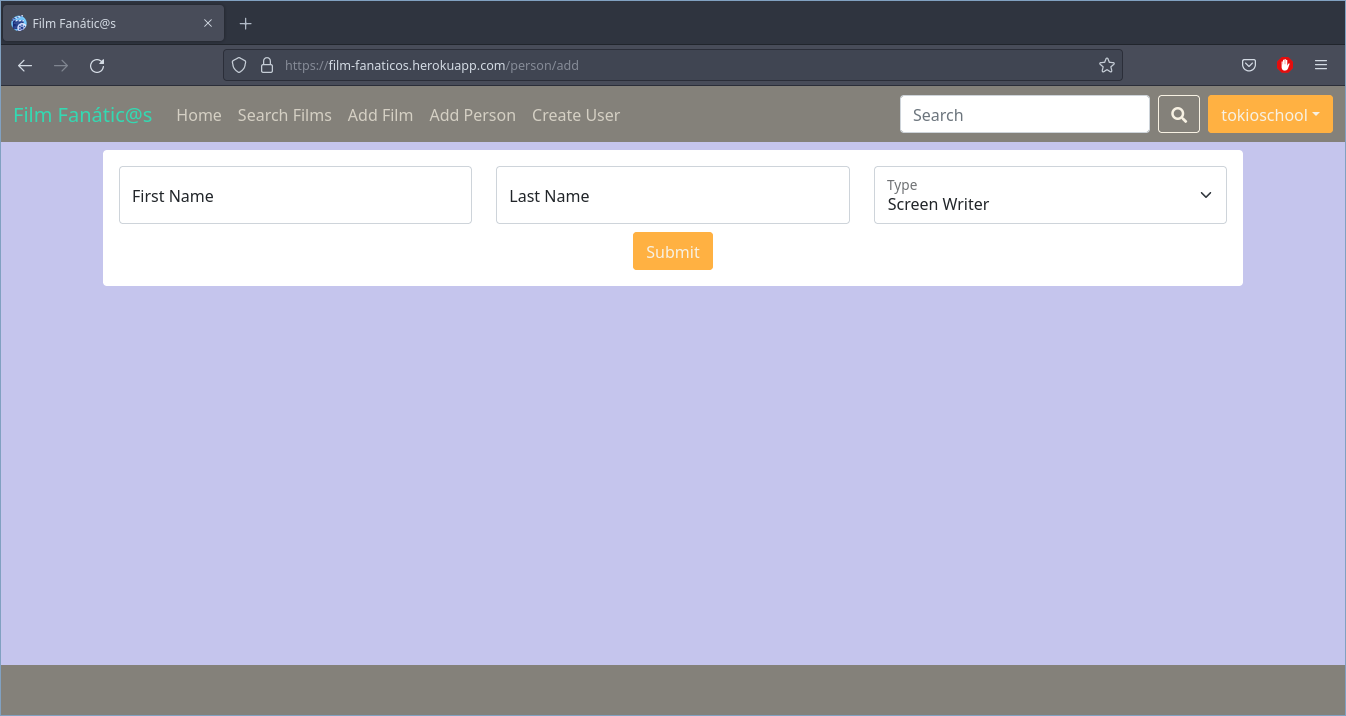 Film Fanátic@s
https://film-fanaticos.herokuapp.com/person/add
Film Fanátic@s Home Search Films Add Film Add Person Create User Search tokioschool
First Name Last Name Type
Screen Writer
Submit